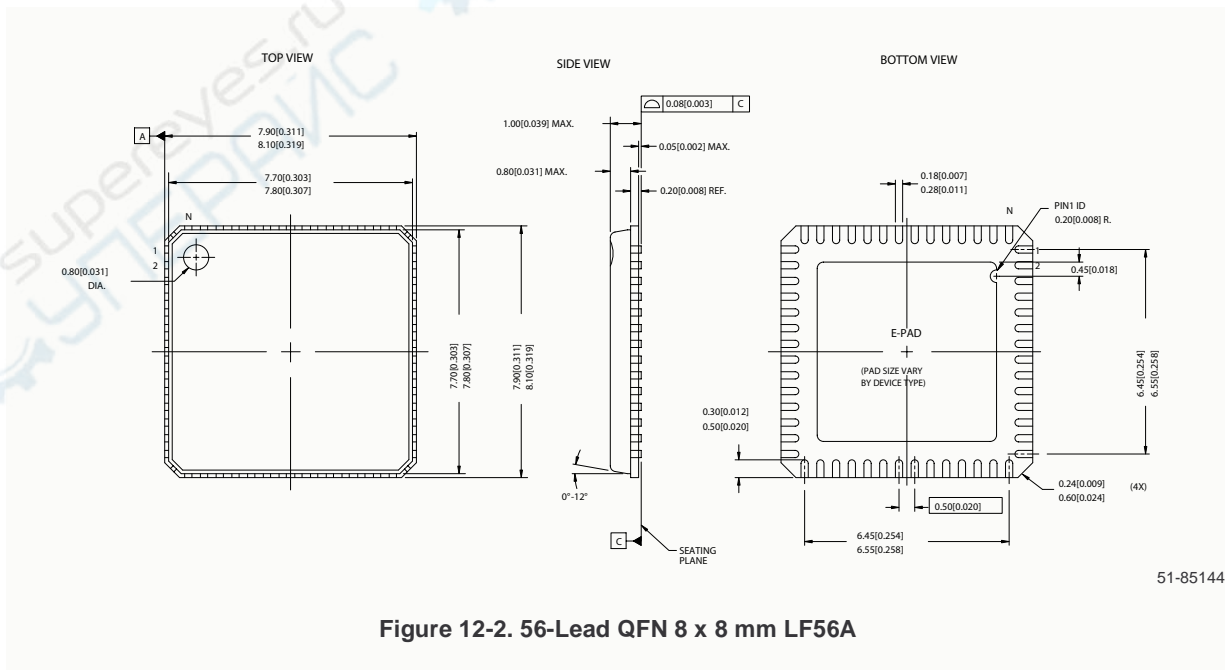 supereyes.ru
УПЕРАЙС
TOP VIEW
SIDE VIEW
BOTTOM VIEW
A
7.90[0.311]
8.10[0.319]
7.70[0.303]
7.80[0.307]
N
1
2
0.80[0.031]
DIA.
7.70[0.303]
7.80[0.307]
7.90[0.311]
8.10[0.319]
0.08[0.003] C
1.00[0.039] MAX.
0.05[0.002] MAX.
0.80[0.031] MAX.
0.20[0.008] REF.
0°-12°
C
SEATING
PLANE
0.18[0.007]
0.28[0.011]
N
PIN1 ID
0.20[0.008] R.
1
2
0.45[0.018]
E-PAD
(PAD SIZE VARY
BY DEVICE TYPE)
6.45[0.254]
6.55[0.258]
0.30[0.012]
0.50[0.020]
0.24[0.009]
0.60[0.024]
(4X)
0.50[0.020]
6.45[0.254]
6.55[0.258]
51-85144
Figure 12-2. 56-Lead QFN 8 x 8 mm LF56A